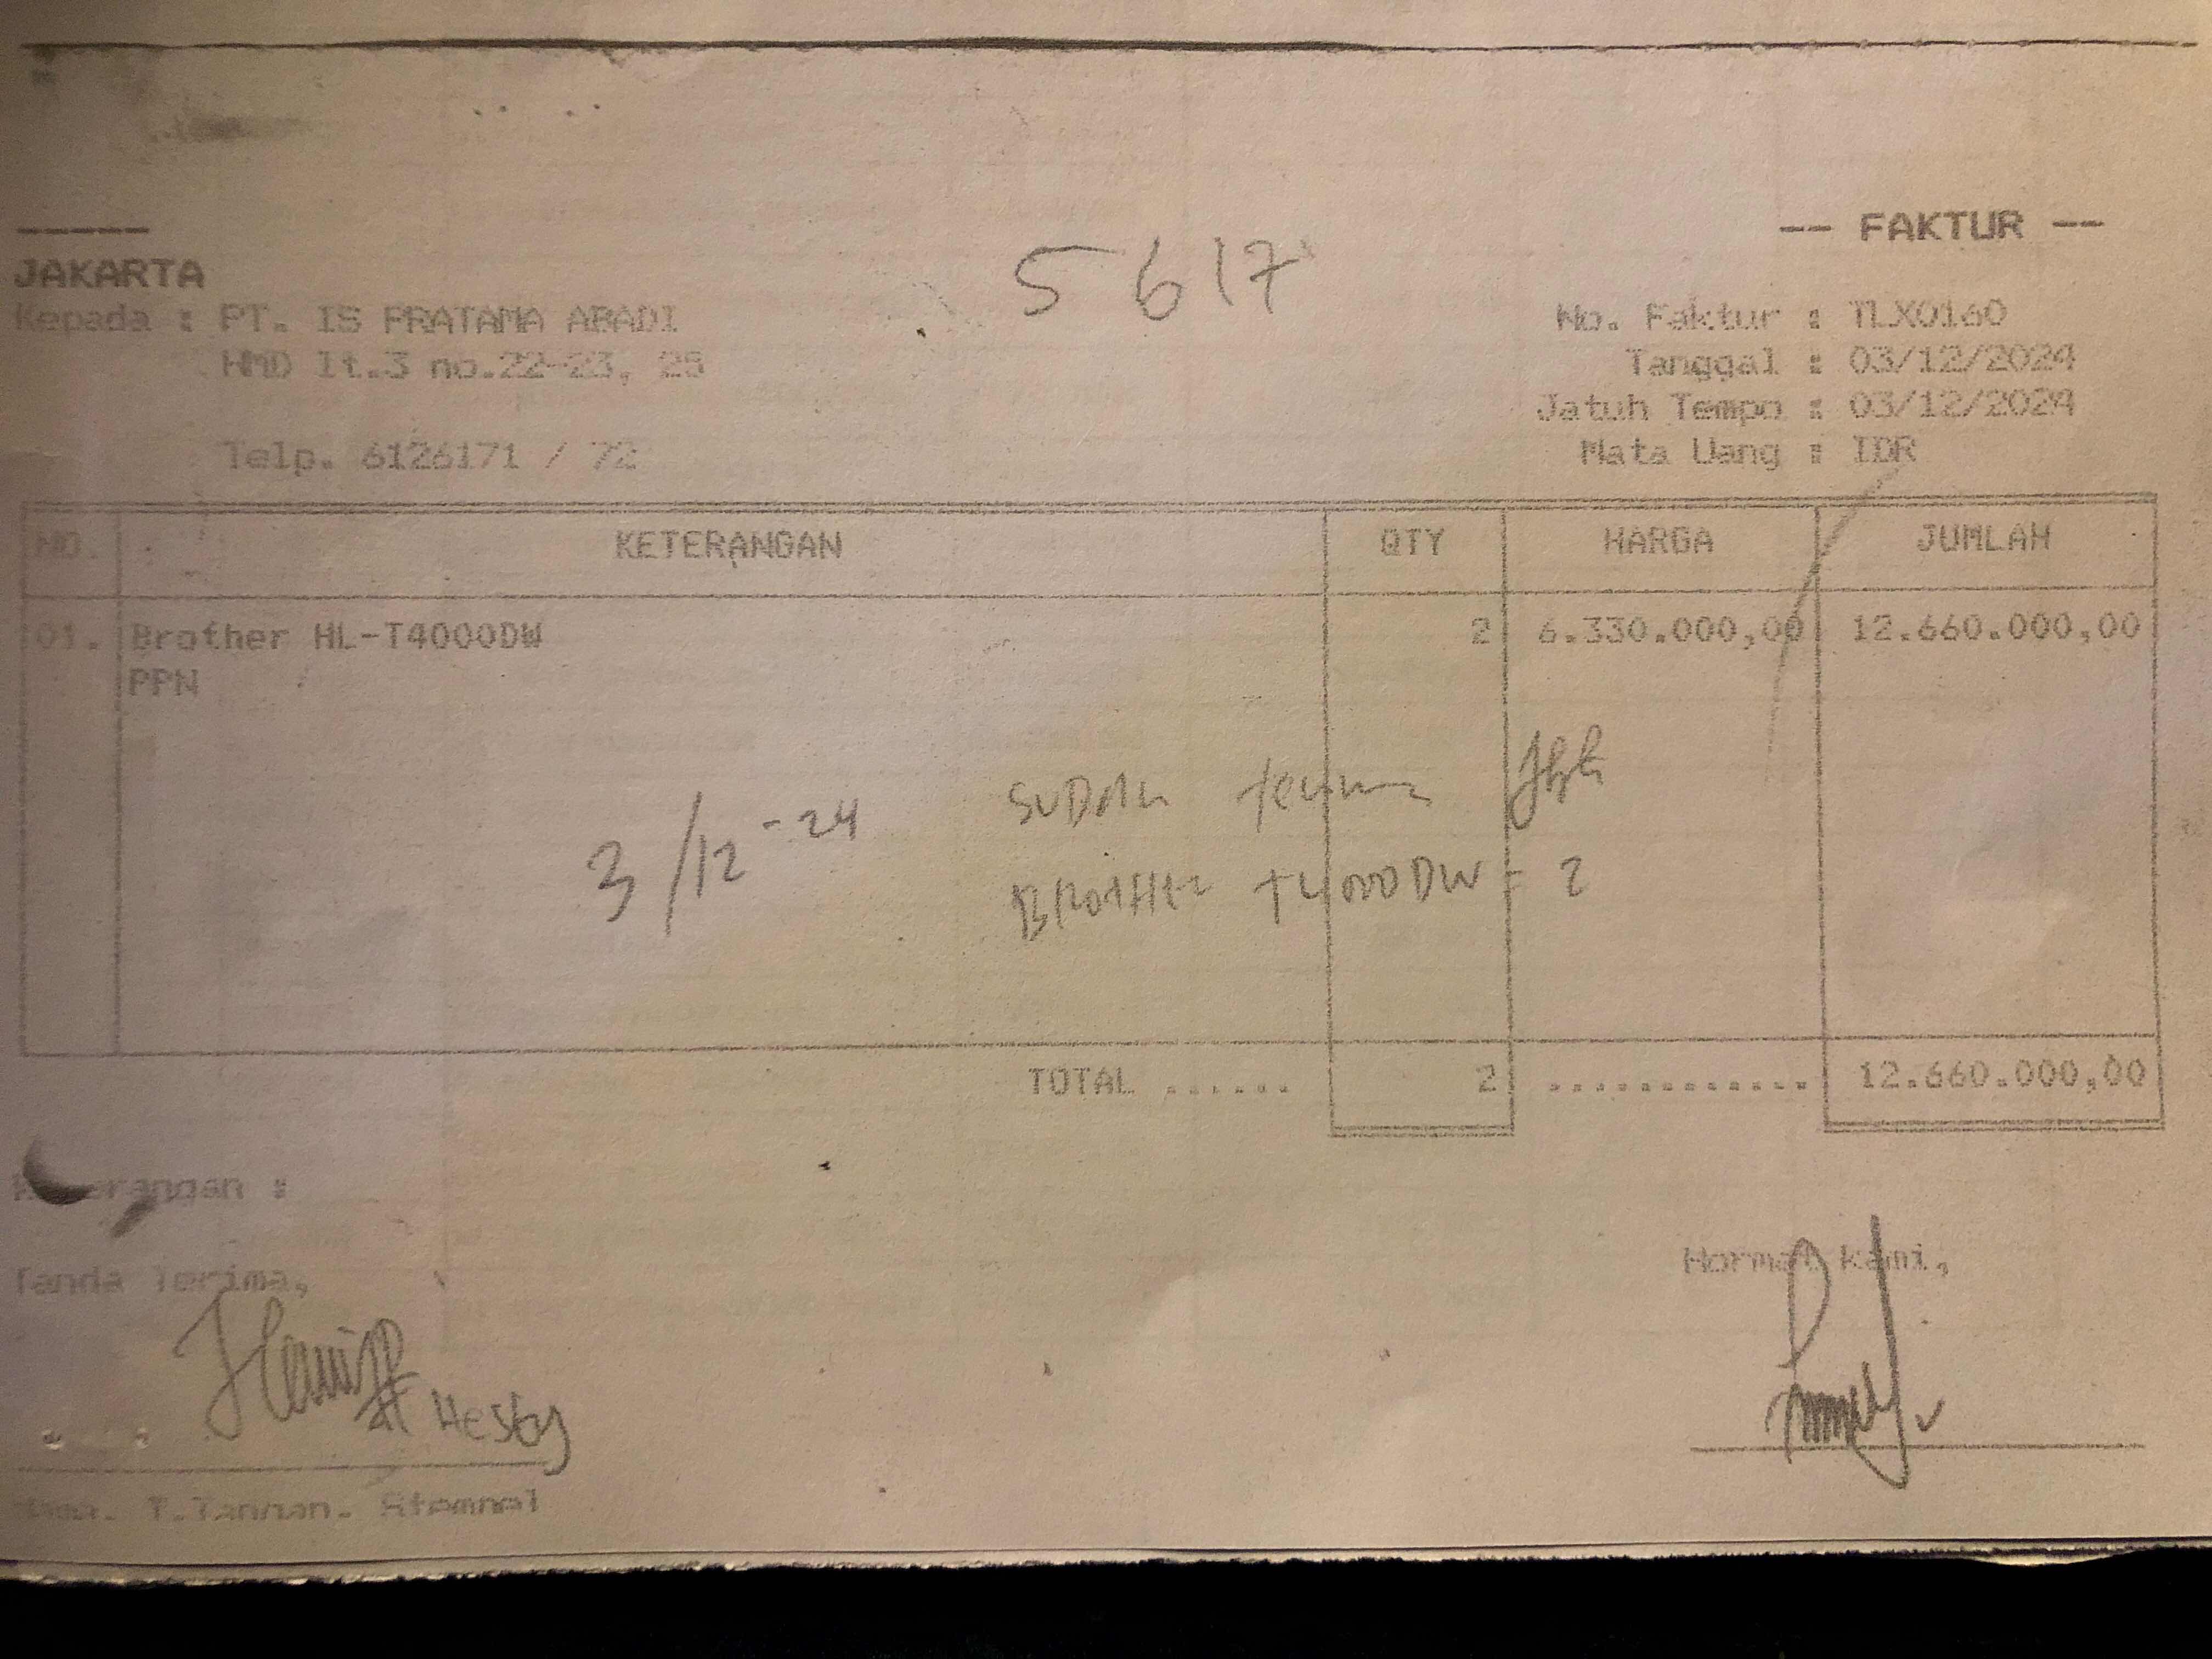 -- FAKTUR --
JAKARTA
5617
Kepada : PT. IS PRATAMA ABADI
No. Faktur : TLX0160
HMD lt.3 no.22-23, 25
Tanggal : 03/12/2024
Jatuh Tempo : 03/12/2024
Telp. 6126171 / 72
Mata Uang : IDR
NO. KETERANGAN QTY HARGA JUMLAH
01. Brother HL-T4000DW 2 6.330.000,00 12.660.000,00
PPN
3/12-24
SUDAH terima
BROTHER T4000DW = 2
TOTAL ...... 2 ............. 12.660.000,00
Keterangan :
Tanda Terima,
Hormat Kami,
Hesty